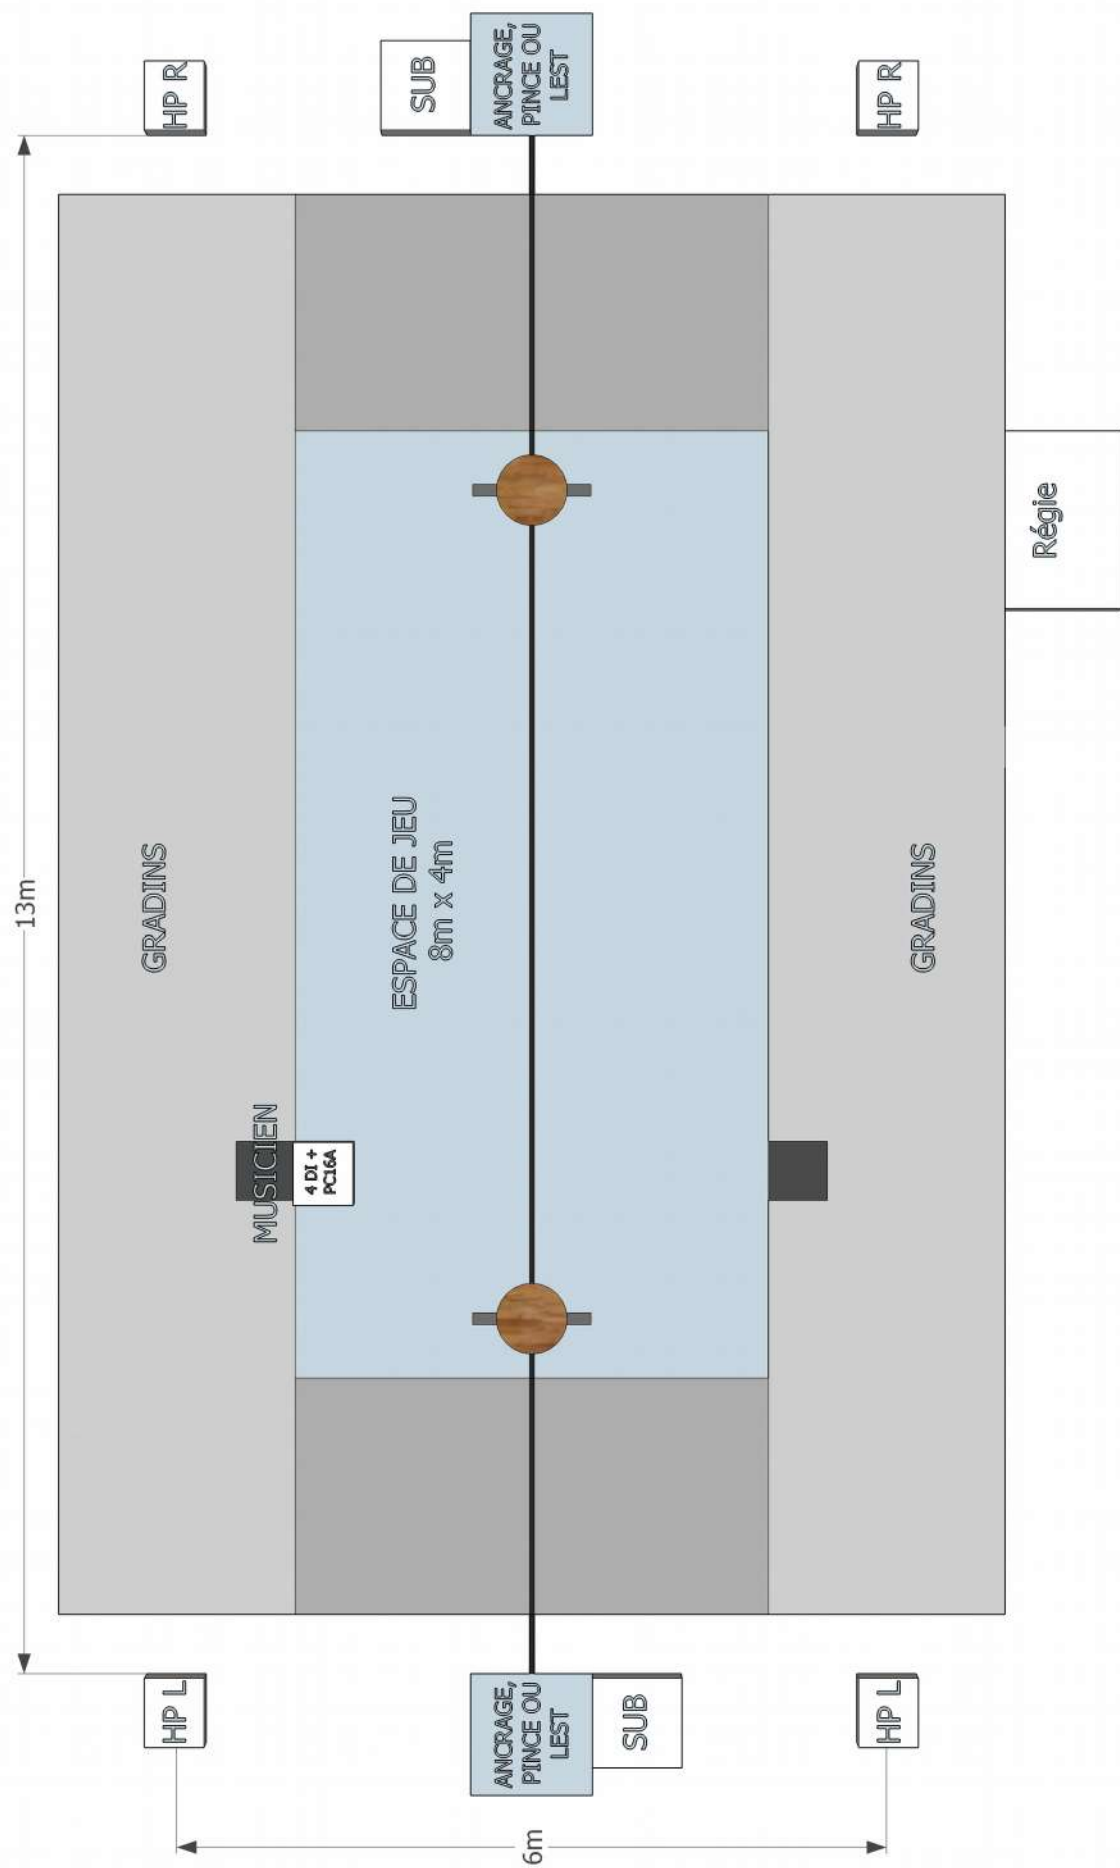 13m
HP L
GRADINS
HP R
MUSICIEN
4 DI +
PC16A
ESPACE DE JEU
8m x 4m
SUB
6m
ANCRAGE,
PINCE OU
LEST
ANCRAGE,
PINCE OU
LEST
SUB
HP L
GRADINS
HP R
Régie